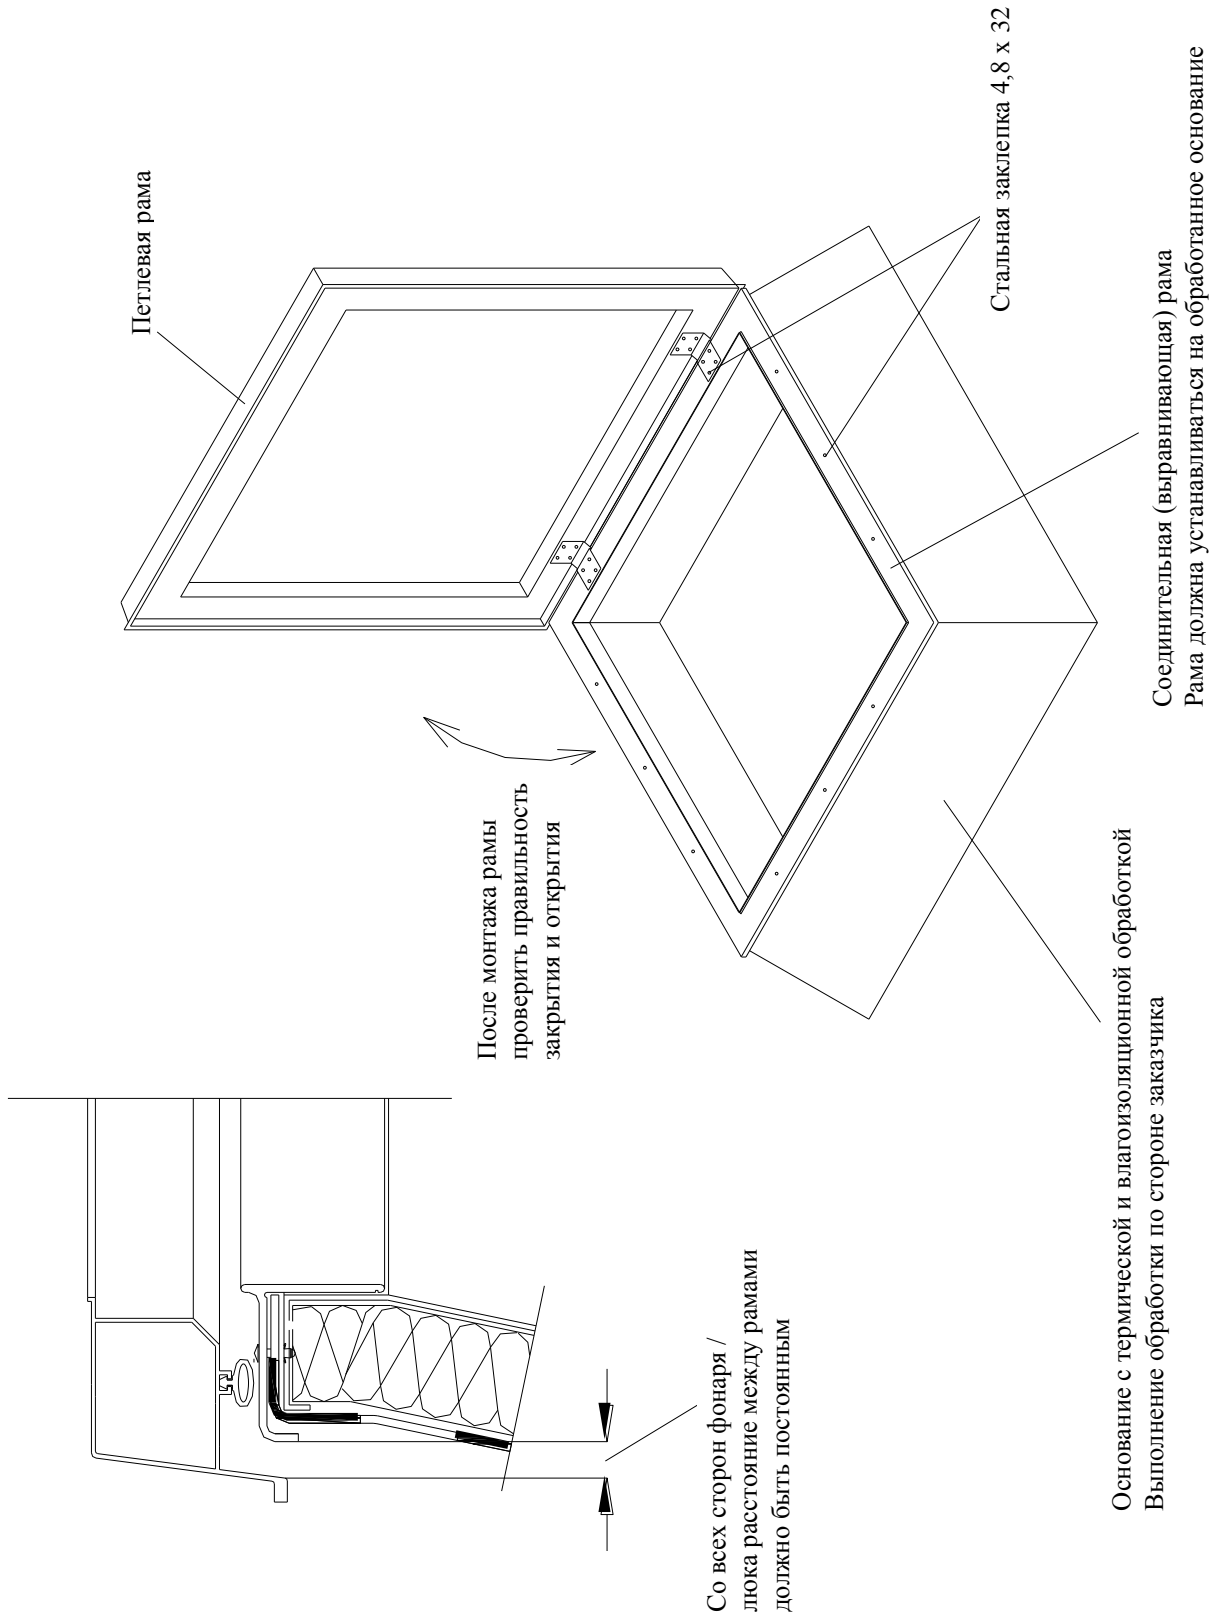 Петлевая рама
Стальная заклепка 4,8 x 32
После монтажа рамы
проверить правильность
закрытия и открытия
Соединительная (выравнивающая) рама
Рама должна устанавливаться на обработанное основание
Со всех сторон фонаря /
люка расстояние между рамами
должно быть постоянным
Основание с термической и влагоизоляционной обработкой
Выполнение обработки по стороне заказчика